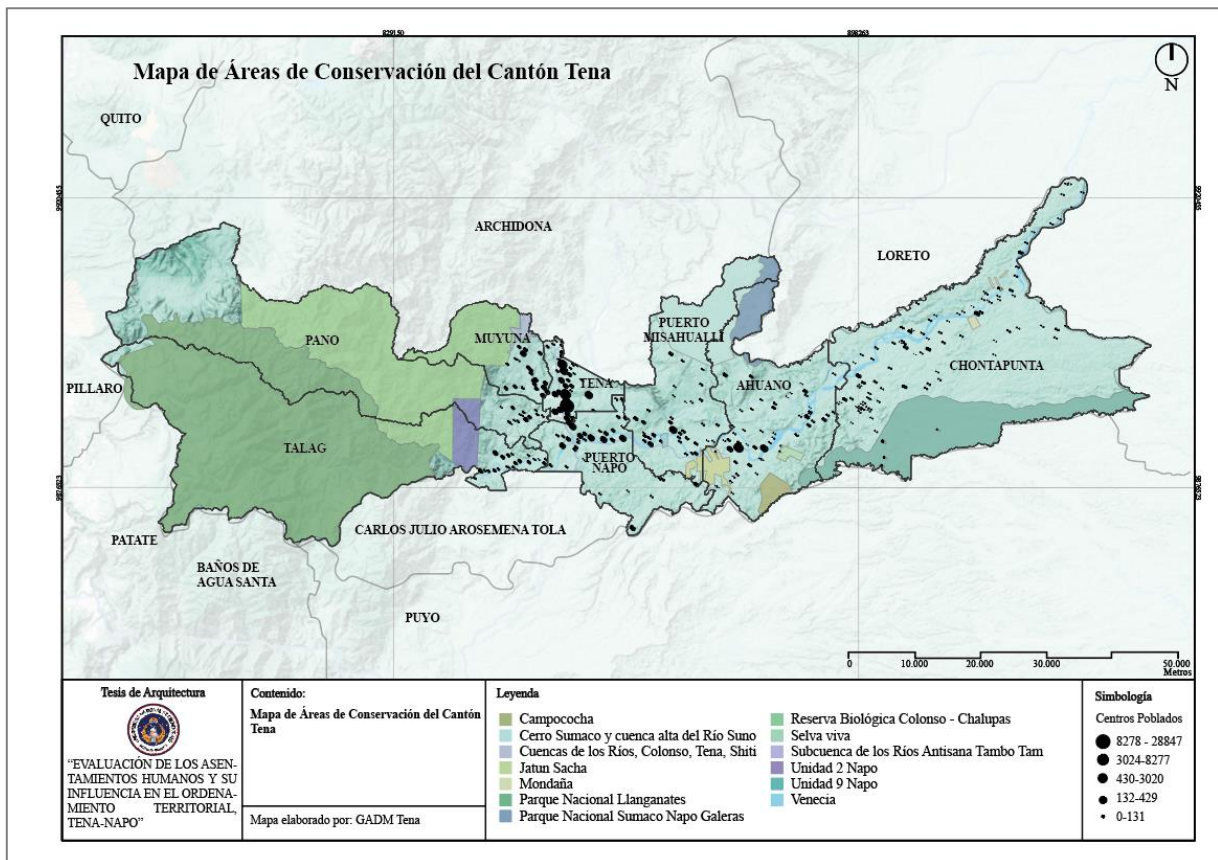 829150
898263
Mapa de Áreas de Conservación del Cantón Tena
N
QUITO
9920455
9920455
ARCHIDONA
LORETO
PANO
MUYUNA
PUERTO
MISAHUALLÍ
TENA
AHUANO
CHONTAPUNTA
PILLARO
TALAG
PUERTO
NAPO
PATATE
CARLOS JULIO AROSEMENA TOLA
BAÑOS DE
AGUA SANTA
PUYO
0
10.000
20.000
30.000
50.000
Metros
Tesis de Arquitectura
“EVALUACIÓN DE LOS ASEN-
TAMIENTOS HUMANOS Y SU
INFLUENCIA EN EL ORDENA-
MIENTO TERRITORIAL,
TENA-NAPO”
Contenido:
Mapa de Áreas de Conservación del Cantón
Tena
Mapa elaborado por: GADM Tena
Leyenda
Campococha
Cerro Sumaco y cuenca alta del Río Suno
Cuencas de los Ríos, Colonso, Tena, Shiti
Jatun Sacha
Mondaña
Parque Nacional Llanganates
Parque Nacional Sumaco Napo Galeras
Reserva Biológica Colonso - Chalupas
Selva viva
Subcuenca de los Ríos Antisana Tambo Tam
Unidad 2 Napo
Unidad 9 Napo
Venecia
Simbología
Centros Poblados
8278 - 28847
3024-8277
430-3020
132-429
0-131